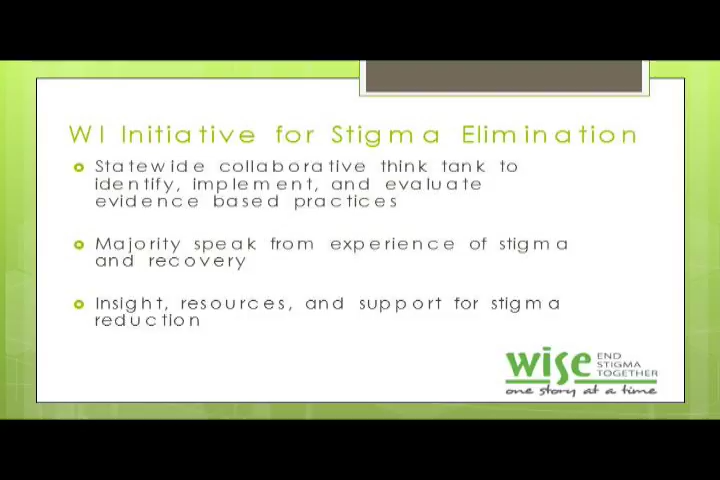 WI Initiative for Stigma Elimination
Statewide collaborative think tank to
identify, implement, and evaluate
evidence based practices
Majority speak from experience of stigma
and recovery
Insight, resources, and support for stigma
reduction
wise END
STIGMA
TOGETHER
one story at a time